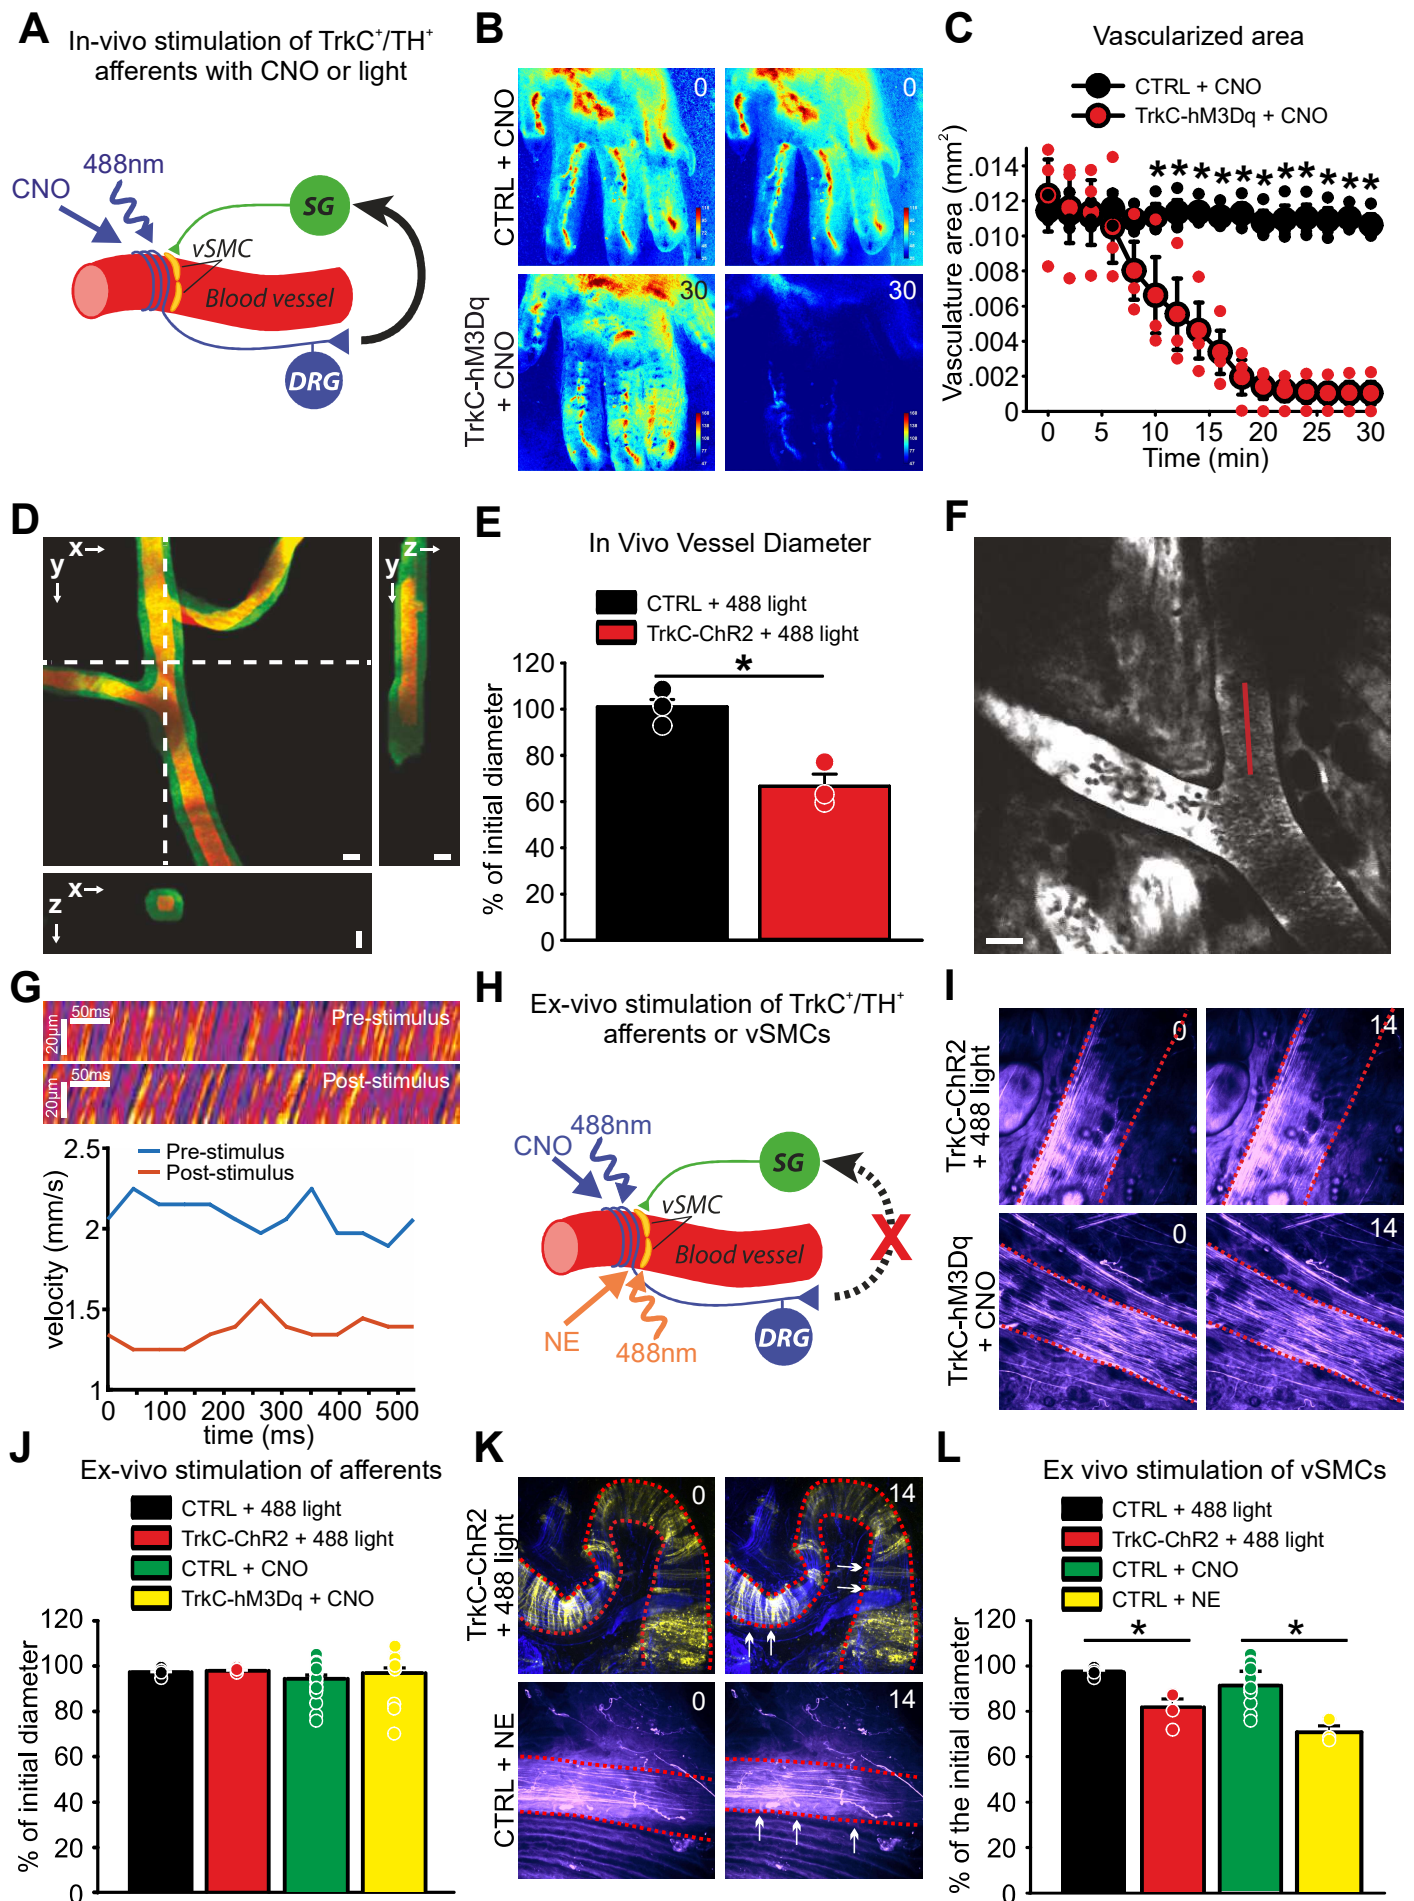 A
In-vivo stimulation of TrkC⁺/TH⁺
afferents with CNO or light
488nm
CNO
SG
vSMC
Blood vessel
DRG
B
CTRL + CNO
0
0
TrkC-hM3Dq
+ CNO
30
30
C
Vascularized area
CTRL + CNO
TrkC-hM3Dq + CNO
Vasculature area (mm²)
.014
.012
.010
.008
.006
.004
.002
0
* * * * * * * * * * *
0 5 10 15 20 25 30
Time (min)
D
x
y
z
y
x
z
E
In Vivo Vessel Diameter
CTRL + 488 light
TrkC-ChR2 + 488 light
% of initial diameter
120
100
80
60
40
20
0
*
F
G
50ms
20µm
Pre-stimulus
50ms
20µm
Post-stimulus
Pre-stimulus
Post-stimulus
velocity (mm/s)
2.5
2
1.5
1
0 100 200 300 400 500
time (ms)
H
Ex-vivo stimulation of TrkC⁺/TH⁺
afferents or vSMCs
488nm
CNO
SG
vSMC
X
Blood vessel
NE
488nm
DRG
I
TrkC-ChR2
+ 488 light
0
14
TrkC-hM3Dq
+ CNO
0
14
J
Ex-vivo stimulation of afferents
CTRL + 488 light
TrkC-ChR2 + 488 light
CTRL + CNO
TrkC-hM3Dq + CNO
% of initial diameter
120
100
80
60
40
20
0
K
TrkC-ChR2
+ 488 light
0
14
CTRL + NE
0
14
L
Ex vivo stimulation of vSMCs
CTRL + 488 light
TrkC-ChR2 + 488 light
CTRL + CNO
CTRL + NE
% of the initial diameter
120
100
80
60
40
20
0
*
*